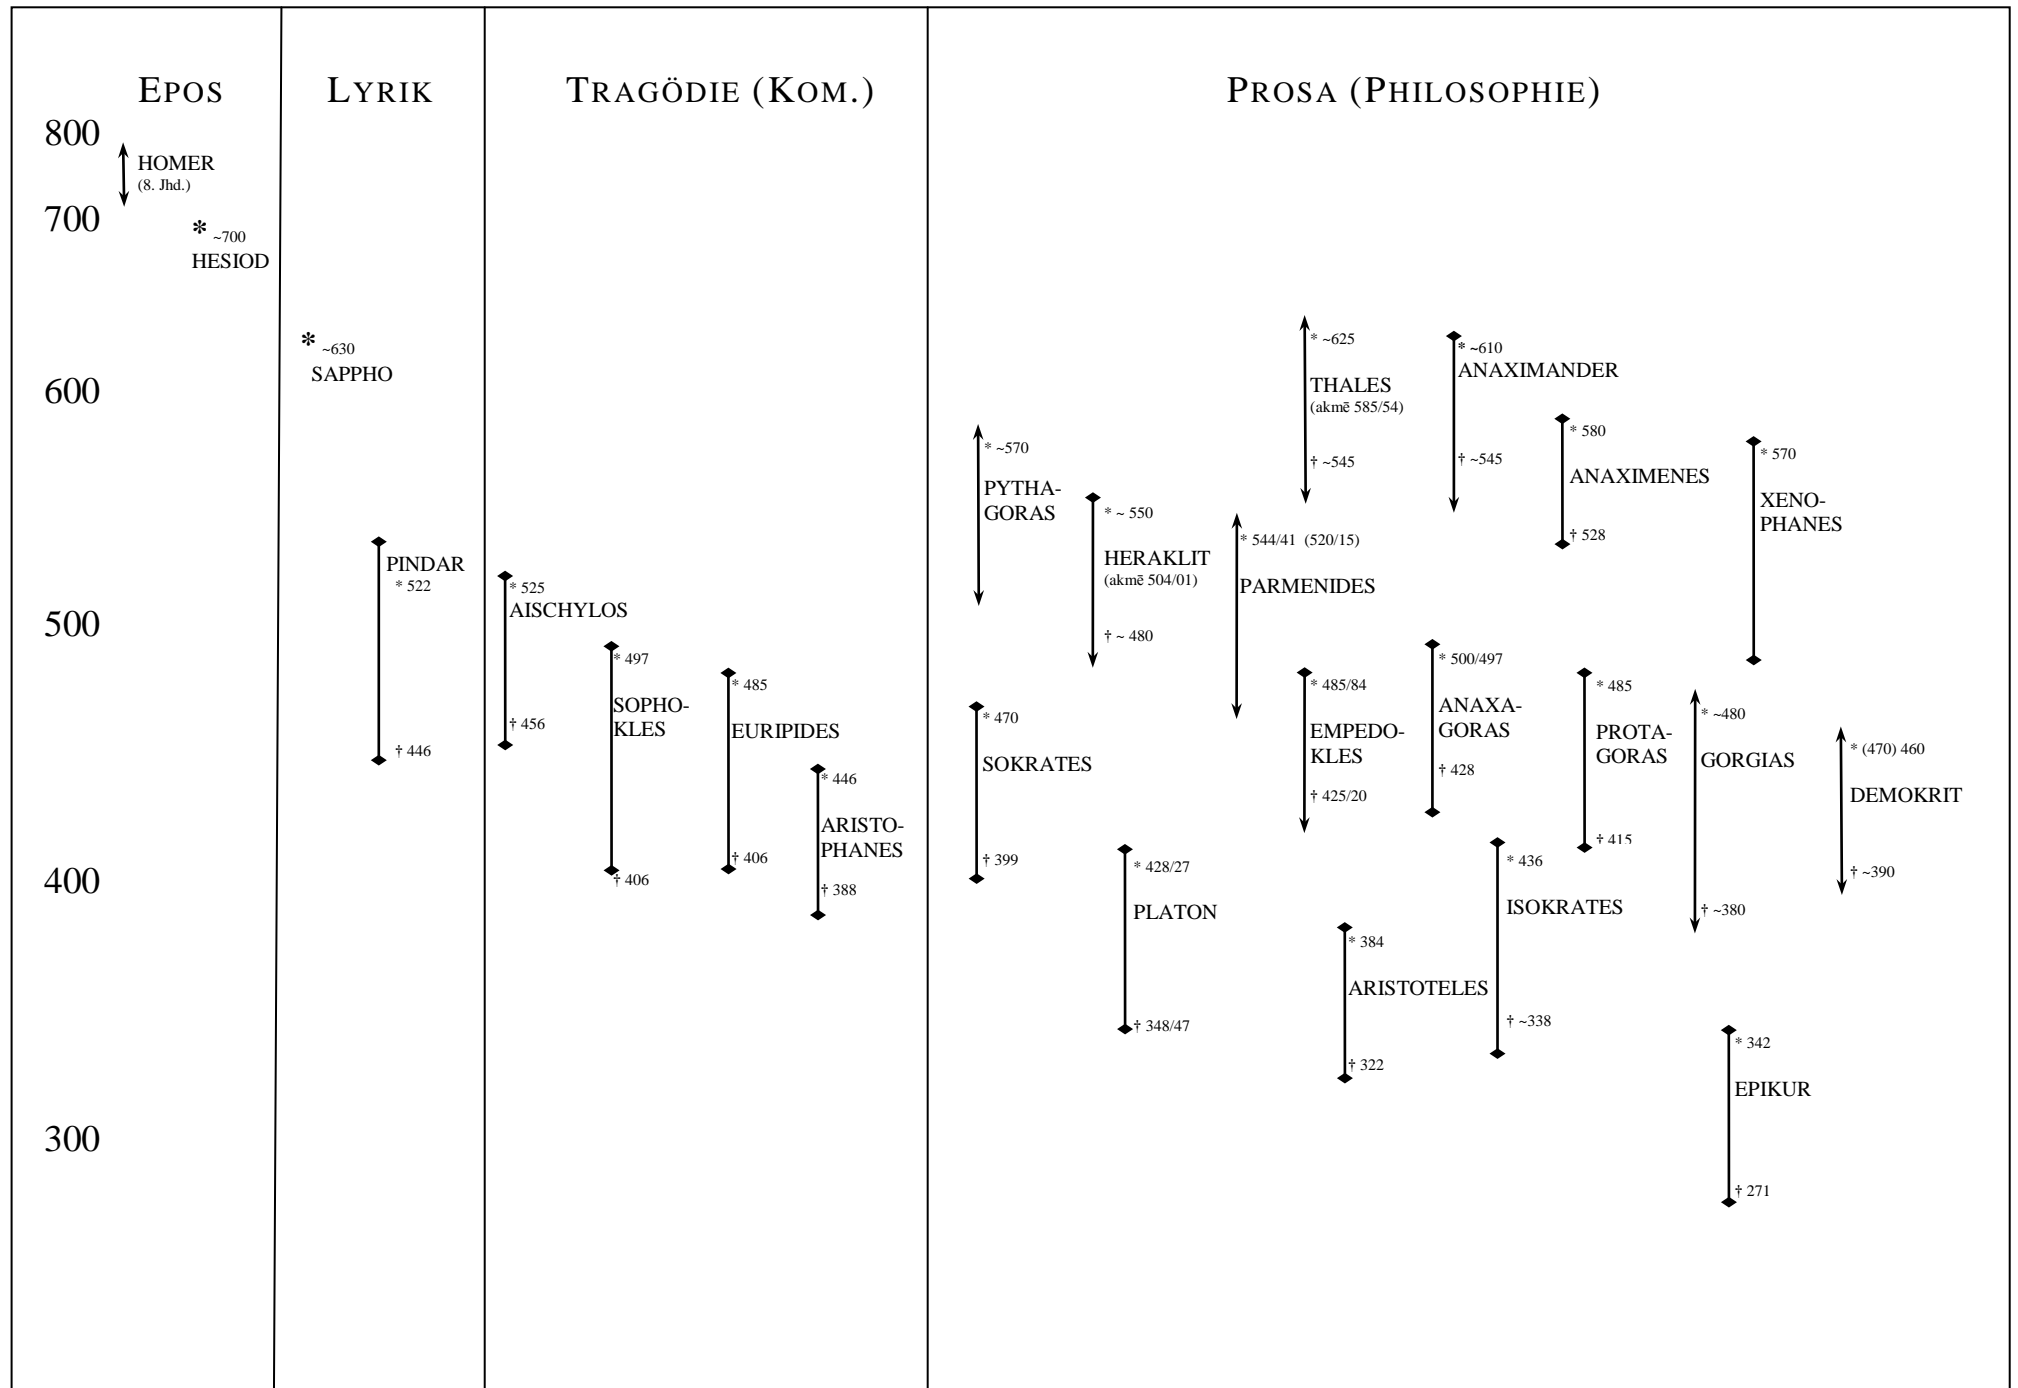 EPOS
LYRIK
TRAGÖDIE (KOM.)
PROSA (PHILOSOPHIE)
800
700
600
500
400
300
HOMER
(8. Jhd.)
* ~700
HESIOD
* ~630
SAPPHO
PINDAR
* 522
† 446
* 525
AISCHYLOS
† 456
* 497
SOPHO-
KLES
† 406
* 485
EURIPIDES
† 406
* 446
ARISTO-
PHANES
† 388
* ~570
PYTHA-
GORAS
* ~ 550
HERAKLIT
(akmē 504/01)
† ~ 480
* 544/41 (520/15)
PARMENIDES
* ~625
THALES
(akmē 585/54)
† ~545
* ~610
ANAXIMANDER
† ~545
* 580
ANAXIMENES
† 528
* 570
XENO-
PHANES
* 470
SOKRATES
† 399
* 428/27
PLATON
† 348/47
* 485/84
EMPEDO-
KLES
† 425/20
* 384
ARISTOTELES
† 322
* 500/497
ANAXA-
GORAS
† 428
* 436
ISOKRATES
† ~338
* 485
PROTA-
GORAS
† 415
* ~480
GORGIAS
† ~380
* (470) 460
DEMOKRIT
† ~390
* 342
EPIKUR
† 271